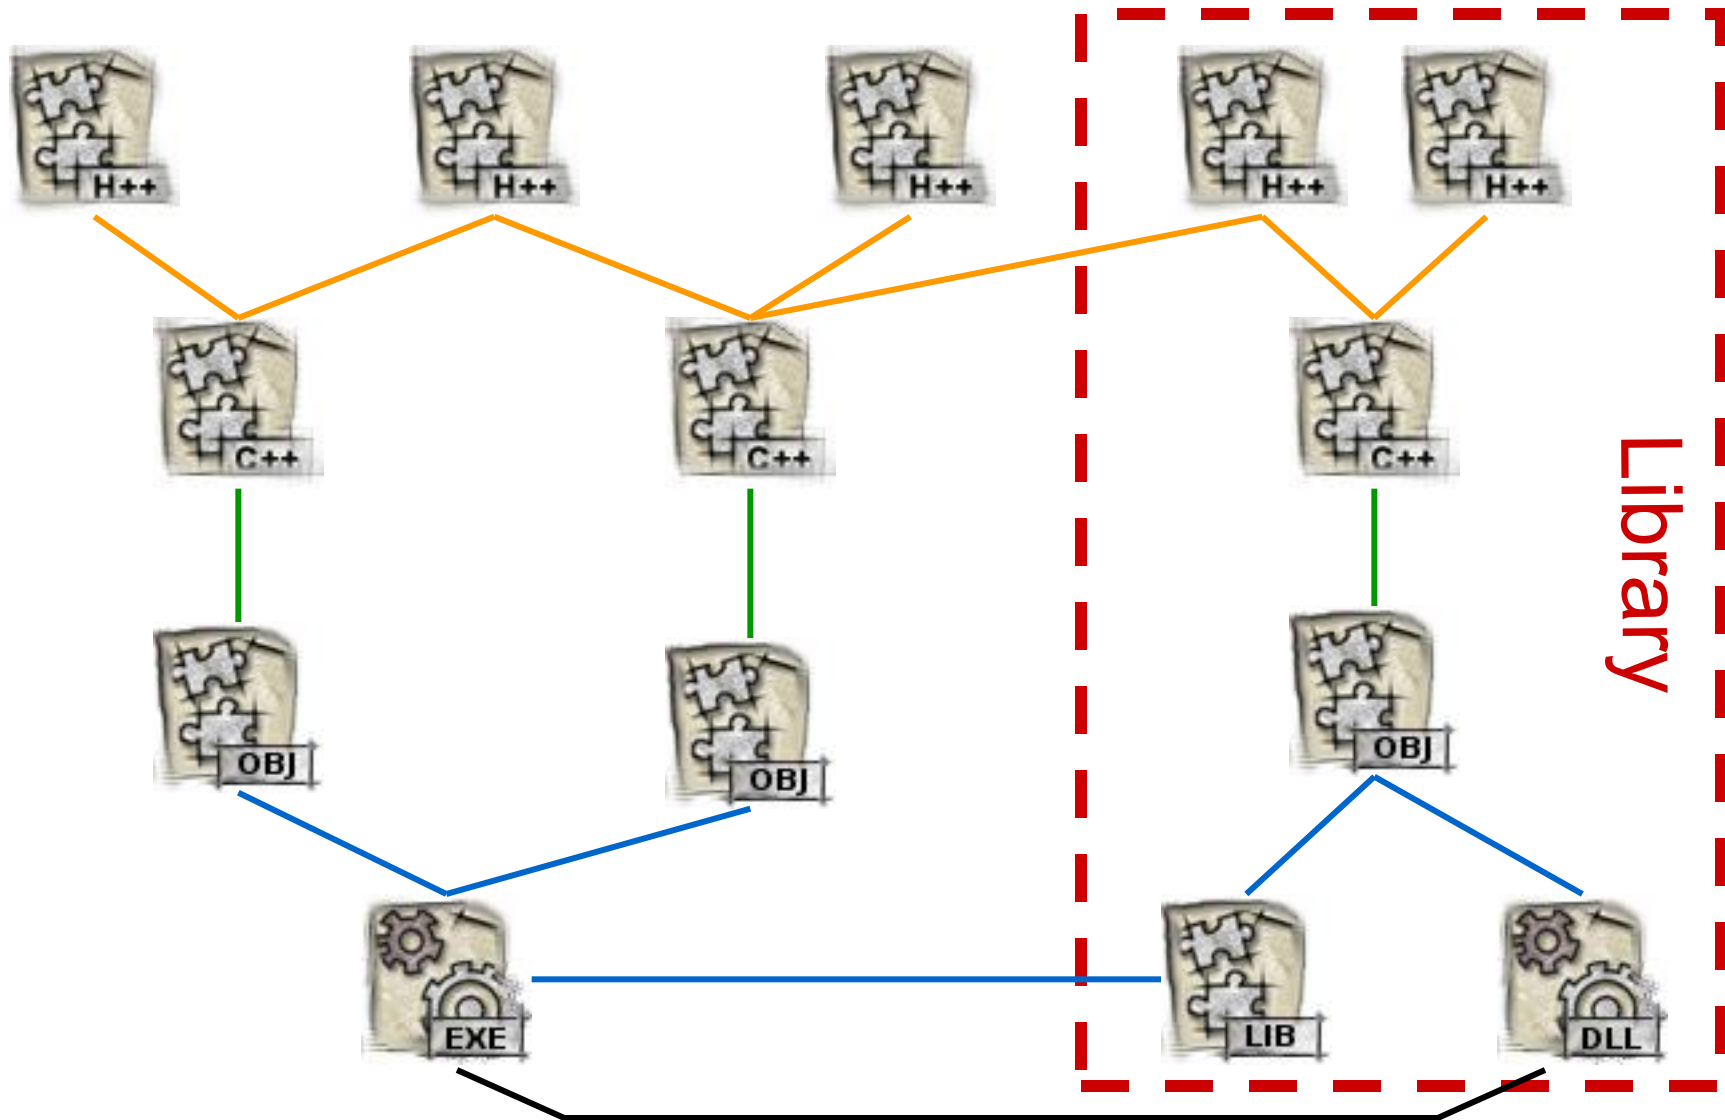 H++
H++
H++
H++
H++
C++
C++
C++
Library
OBJ
OBJ
OBJ
EXE
LIB
DLL